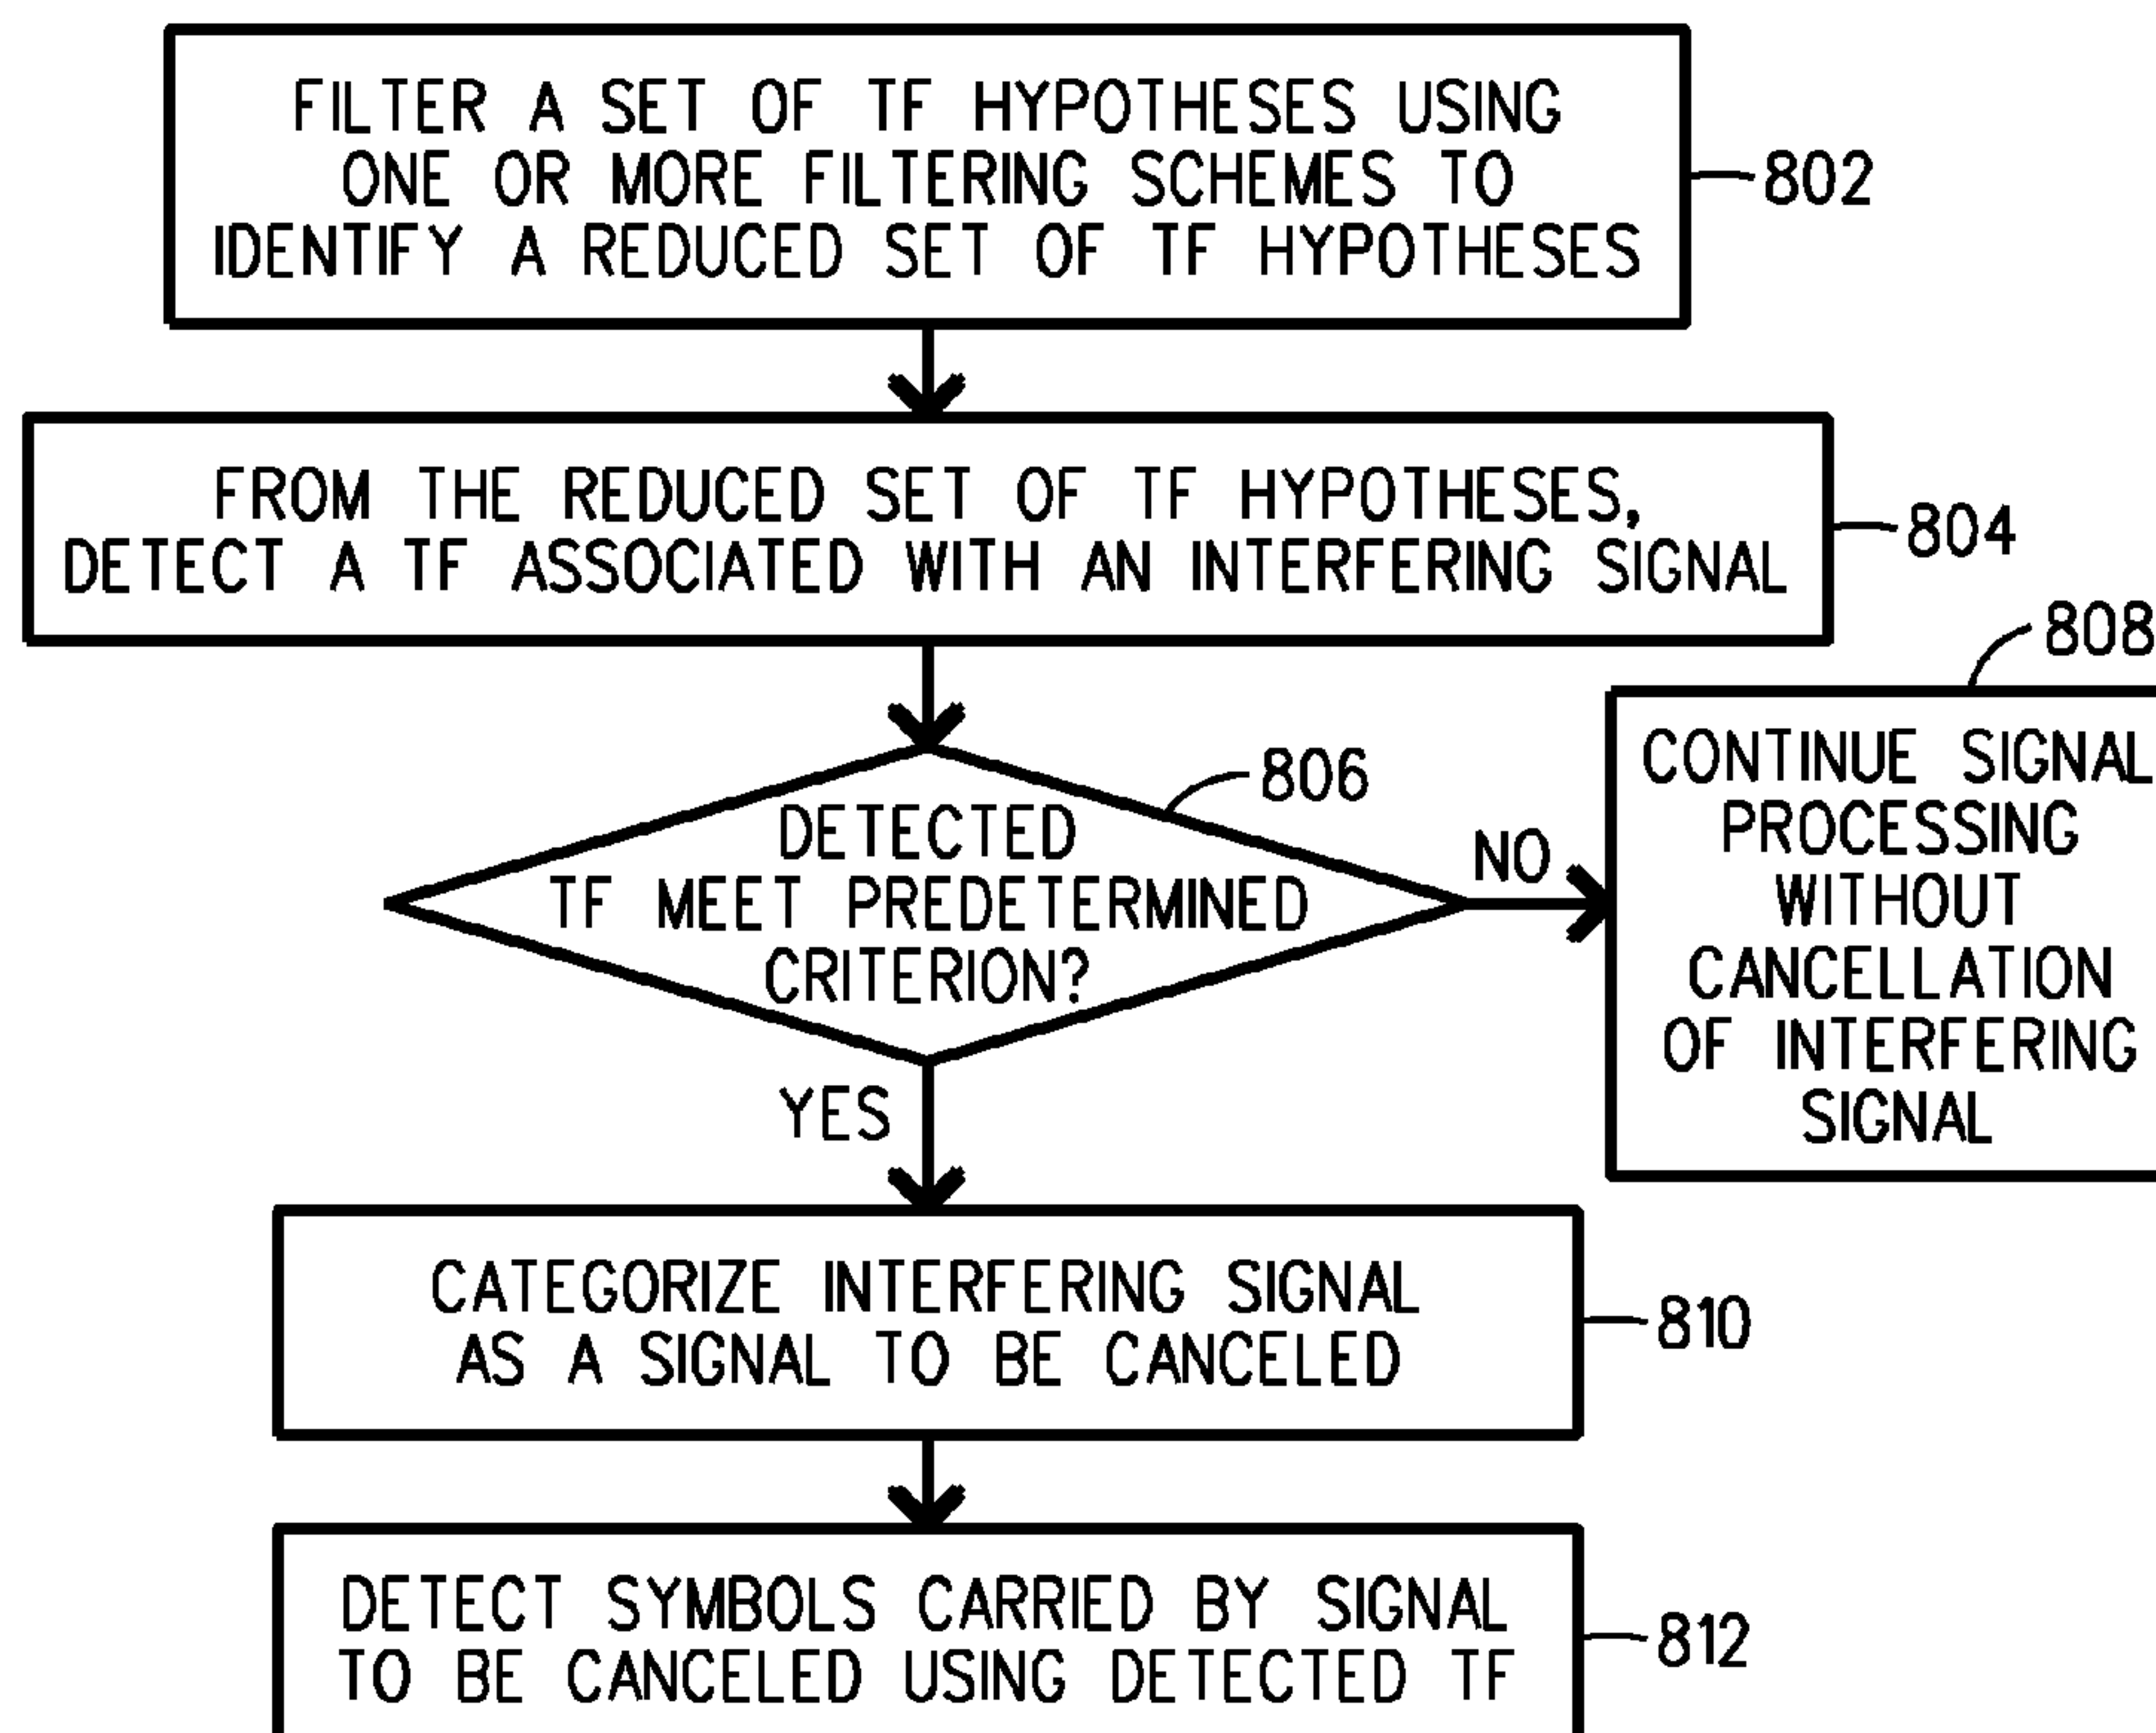 FILTER A SET OF TF HYPOTHESES USING
ONE OR MORE FILTERING SCHEMES TO
IDENTIFY A REDUCED SET OF TF HYPOTHESES
802
FROM THE REDUCED SET OF TF HYPOTHESES,
DETECT A TF ASSOCIATED WITH AN INTERFERING SIGNAL
804
808
806
DETECTED
TF MEET PREDETERMINED
CRITERION?
NO
CONTINUE SIGNAL
PROCESSING
WITHOUT
CANCELLATION
OF INTERFERING
SIGNAL
YES
CATEGORIZE INTERFERING SIGNAL
AS A SIGNAL TO BE CANCELED
810
DETECT SYMBOLS CARRIED BY SIGNAL
TO BE CANCELED USING DETECTED TF
812